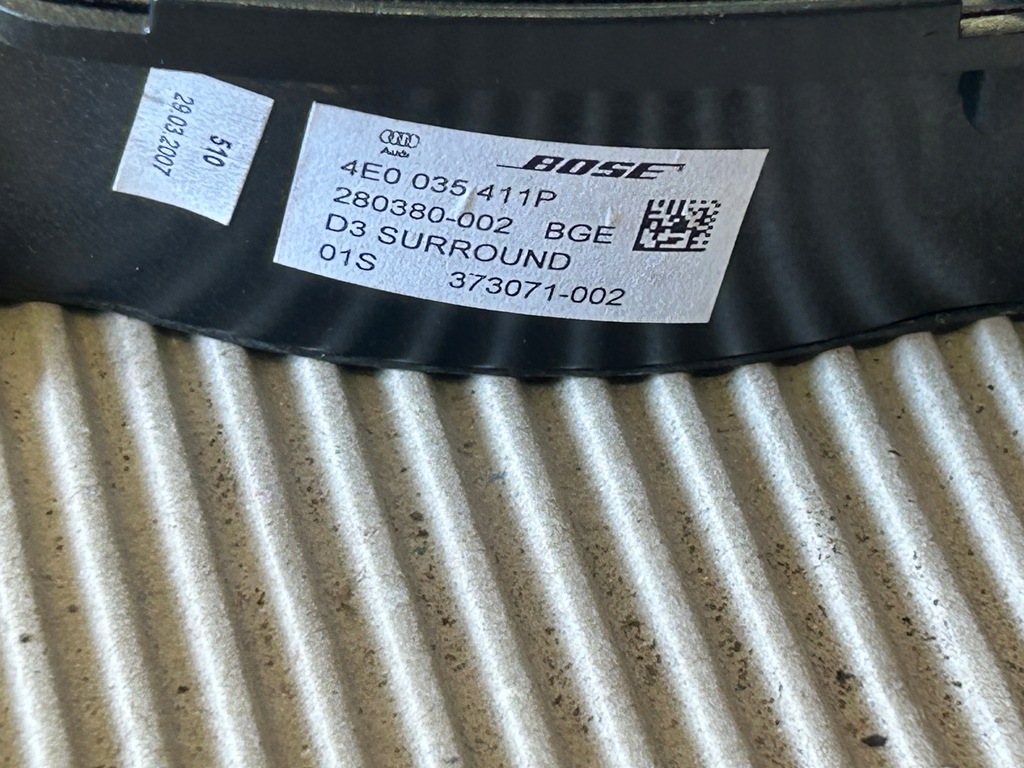 510
29.03.2007
Audi
BOSE
4E0 035 411P
280380-002 BGE
D3 SURROUND
01S 373071-002